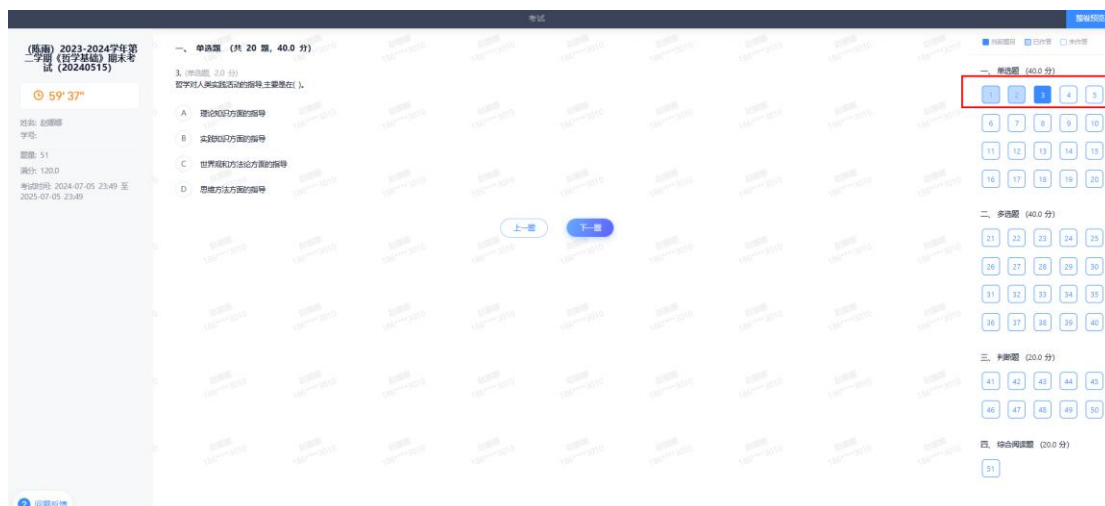 考试
整卷预览
(陈雨) 2023-2024学年第
二学期《哲学基础》期末考
试 (20240515)
59' 37"
姓名: 赵娜娜
学号:
题量: 51
满分: 120.0
考试时间: 2024-07-05 23:49 至
2025-07-05 23:49
一、 单选题 (共 20 题, 40.0 分)
3. (单选题, 2.0 分)
哲学对人类实践活动的指导,主要是在( )。
A 理论知识方面的指导
B 实践知识方面的指导
C 世界观和方法论方面的指导
D 思维方法方面的指导
上一题 下一题
当前题目 已作答 未作答
一、 单选题 (40.0 分)
1 2 3 4 5
6 7 8 9 10
11 12 13 14 15
16 17 18 19 20
二、 多选题 (40.0 分)
21 22 23 24 25
26 27 28 29 30
31 32 33 34 35
36 37 38 39 40
三、 判断题 (20.0 分)
41 42 43 44 45
46 47 48 49 50
四、 综合阅读题 (20.0 分)
51